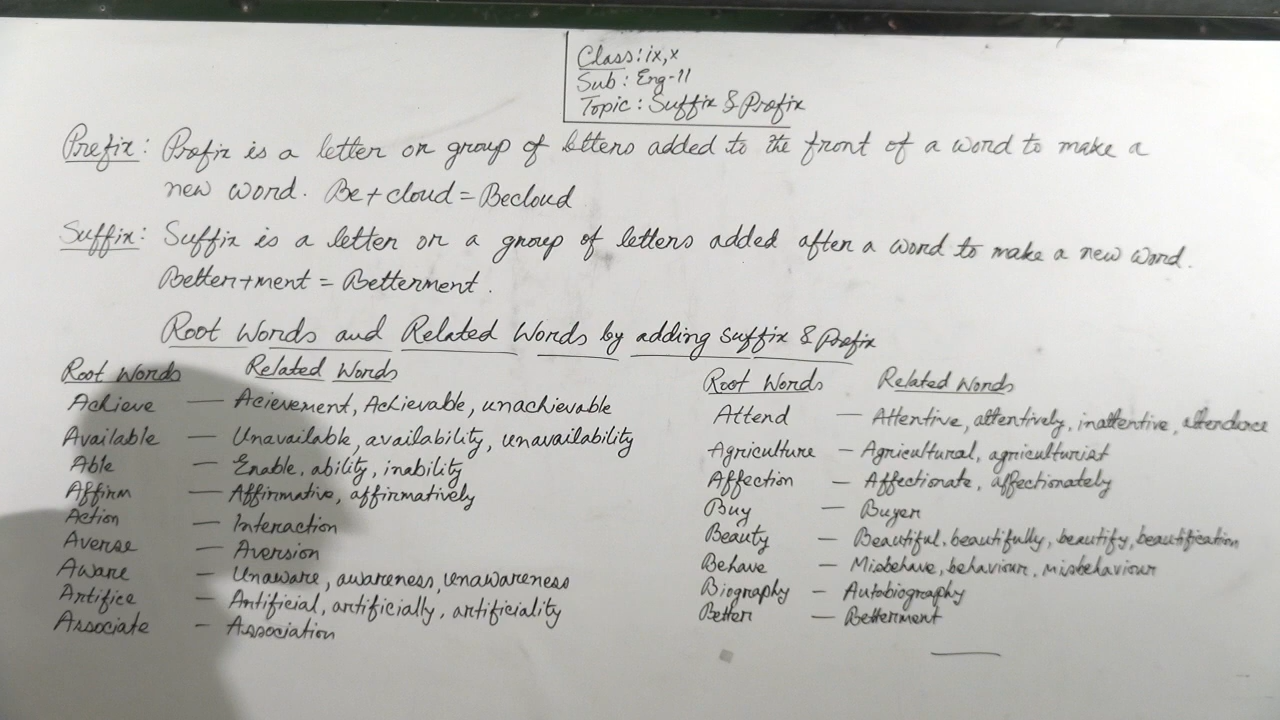 Class: ix, x
Sub: Eng-11
Topic: Suffix & Prefix
Prefix: Prefix is a letter or group of letters added to the front of a word to make a
new word. Be + cloud = Becloud
Suffix: Suffix is a letter or a group of letters added after a word to make a new word.
Better + ment = Betterment.
Root Words and Related Words by adding suffix & Prefix
Root Words Related Words
Achieve — Acievement, Achievable, unachievable
Available — Unavailable, availability, unavailability
Able — Enable, ability, inability
Affirm — Affirmative, affirmatively
Action — Interaction
Averse — Aversion
Aware — Unaware, awareness, unawareness
Artifice — Artificial, artificially, artificiality
Associate — Association
Root Words Related Words
Attend — Attentive, attentively, inattentive, attendance
Agriculture — Agricultural, agriculturist
Affection — Affectionate, affectionately
Buy — Buyer
Beauty — Beautiful, beautifully, beautify, beautification
Behave — Misbehave, behaviour, misbehaviour
Biography — Autobiography
Better — Betterment